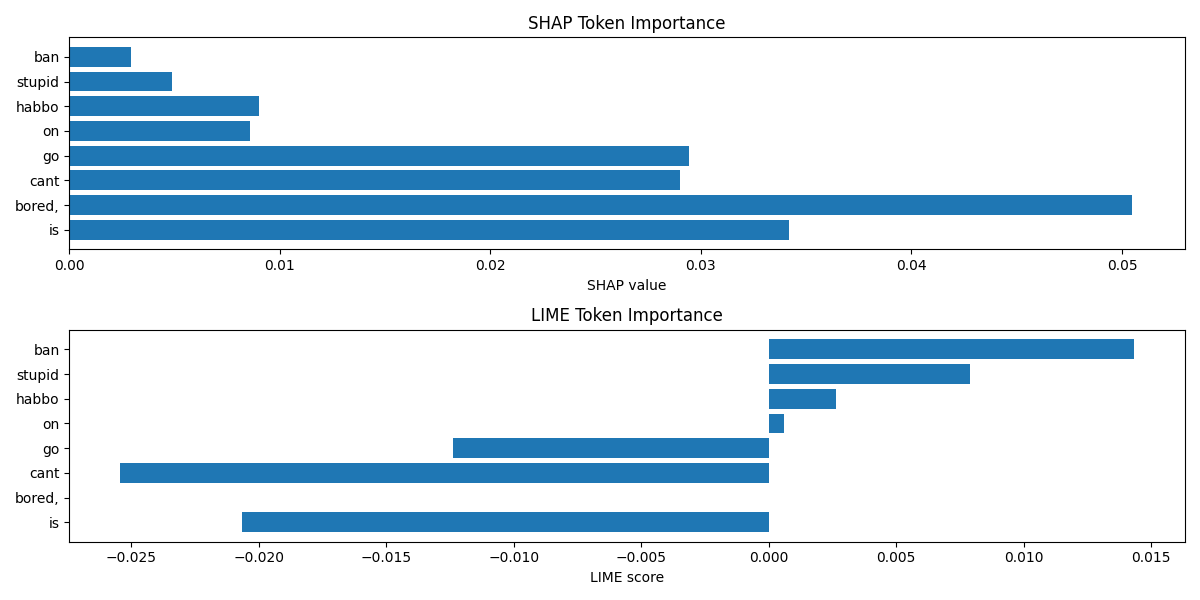 SHAP Token Importance
ban
stupid
habbo
on
go
cant
bored,
is
0.00 0.01 0.02 0.03 0.04 0.05
SHAP value
LIME Token Importance
ban
stupid
habbo
on
go
cant
bored,
is
−0.025 −0.020 −0.015 −0.010 −0.005 0.000 0.005 0.010 0.015
LIME score